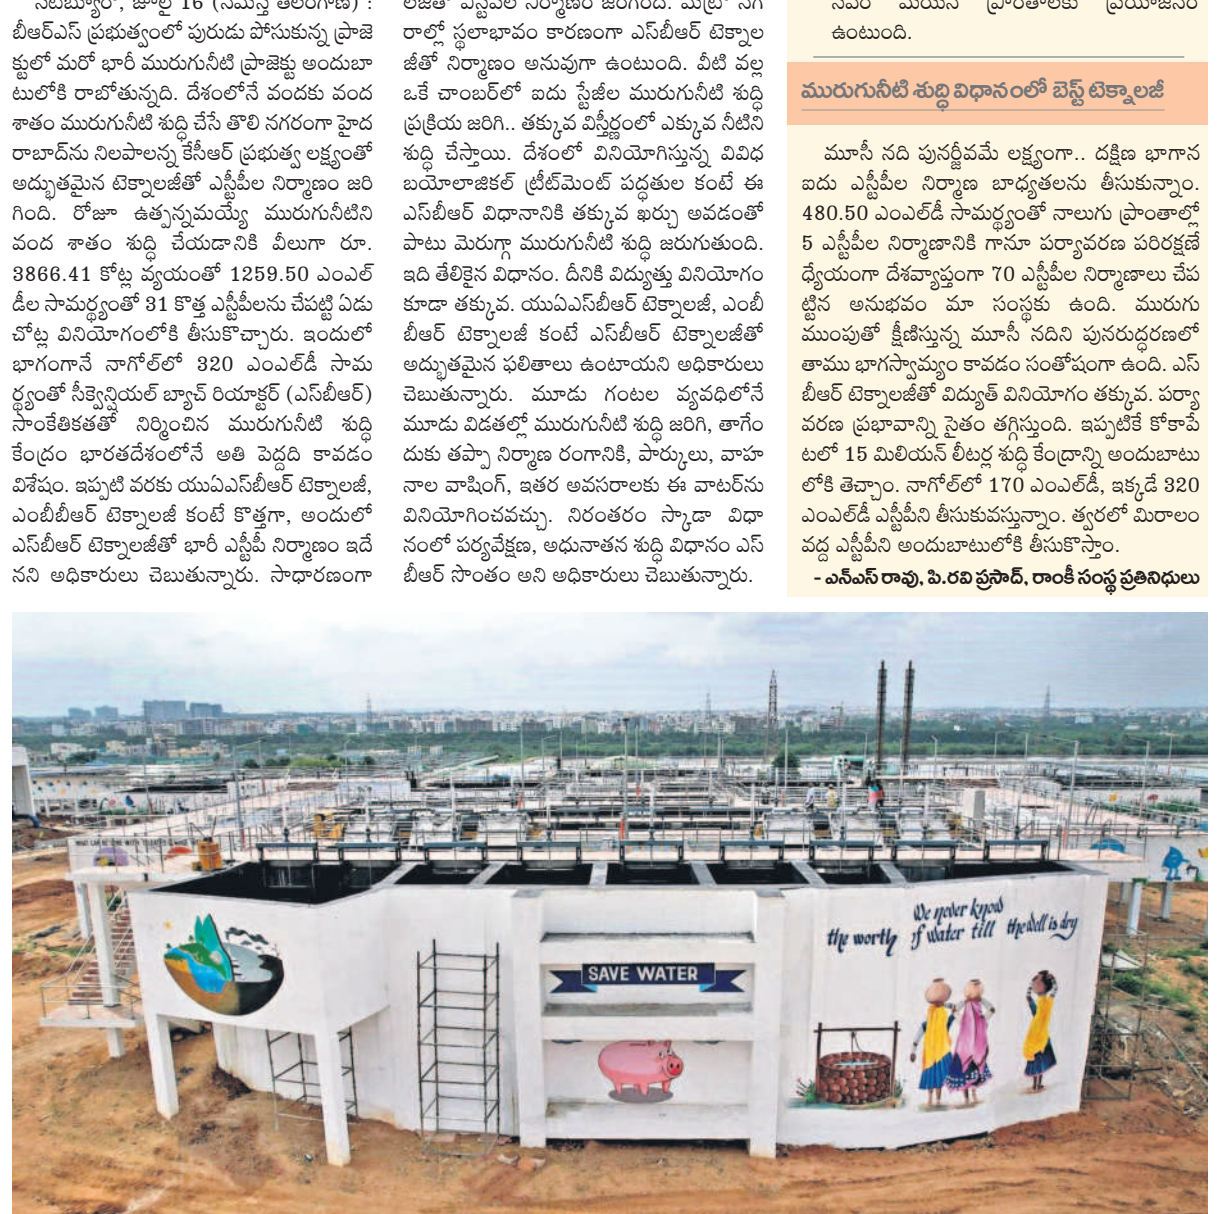 సిటీబ్యూరో, జూలై 16 (నమస్తే తెలంగాణ) :
బీఆర్ఎస్ ప్రభుత్వంలో పురుడు పోసుకున్న ప్రాజె
క్టుల్లో మరో భారీ మురుగునీటి ప్రాజెక్టు అందుబా
టులోకి రాబోతున్నది. దేశంలోనే వందకు వంద
శాతం మురుగునీటి శుద్ధి చేసే తొలి నగరంగా హైద
రాబాద్‌ను నిలపాలన్న కేసీఆర్ ప్రభుత్వ లక్ష్యంతో
అద్భుతమైన టెక్నాలజీతో ఎస్టీపీల నిర్మాణం జరి
గింది. రోజూ ఉత్పన్నమయ్యే మురుగునీటిని
వంద శాతం శుద్ధి చేయడానికి వీలుగా రూ.
3866.41 కోట్ల వ్యయంతో 1259.50 ఎంఎల్
డీల సామర్థ్యంతో 31 కొత్త ఎస్టీపీలను చేపట్టి ఏడు
చోట్ల వినియోగంలోకి తీసుకొచ్చారు. ఇందులో
భాగంగానే నాగోల్‌లో 320 ఎంఎల్‌డీ సామ
ర్థ్యంతో సీక్వెన్షియల్ బ్యాచ్ రియాక్టర్ (ఎస్‌బీఆర్)
సాంకేతికతతో నిర్మించిన మురుగునీటి శుద్ధి
కేంద్రం భారతదేశంలోనే అతి పెద్దది కావడం
విశేషం. ఇప్పటి వరకు యుఏఎస్‌బీఆర్ టెక్నాలజీ,
ఎంబీబీఆర్ టెక్నాలజీ కంటే కొత్తగా, అందులో
ఎస్‌బీఆర్ టెక్నాలజీతో భారీ ఎస్టీపీ నిర్మాణం ఇదే
నని అధికారులు చెబుతున్నారు. సాధారణంగా
లజీతో ఎస్టీపీల నిర్మాణం జరిగింది. మెట్రో నగ
రాల్లో స్థలాభావం కారణంగా ఎస్‌బీఆర్ టెక్నాల
జీతో నిర్మాణం అనువుగా ఉంటుంది. వీటి వల్ల
ఒకే చాంబర్‌లో ఐదు స్టేజీల మురుగునీటి శుద్ధి
ప్రక్రియ జరిగి.. తక్కువ విస్తీర్ణంలో ఎక్కువ నీటిని
శుద్ధి చేస్తాయి. దేశంలో వినియోగిస్తున్న వివిధ
బయోలాజికల్ ట్రీట్‌మెంట్ పద్ధతుల కంటే ఈ
ఎస్‌బీఆర్ విధానానికి తక్కువ ఖర్చు అవడంతో
పాటు మెరుగ్గా మురుగునీటి శుద్ధి జరుగుతుంది.
ఇది తేలికైన విధానం. దీనికి విద్యుత్తు వినియోగం
కూడా తక్కువ. యుఏఎస్‌బీఆర్ టెక్నాలజీ, ఎంబీ
బీఆర్ టెక్నాలజీ కంటే ఎస్‌బీఆర్ టెక్నాలజీతో
అద్భుతమైన ఫలితాలు ఉంటాయని అధికారులు
చెబుతున్నారు. మూడు గంటల వ్యవధిలోనే
మూడు విడతల్లో మురుగునీటి శుద్ధి జరిగి, తాగేం
దుకు తప్పా నిర్మాణ రంగానికి, పార్కులు, వాహ
నాల వాషింగ్, ఇతర అవసరాలకు ఈ వాటర్‌ను
వినియోగించవచ్చు. నిరంతరం స్కాడా విధా
నంలో పర్యవేక్షణ, అధునాతన శుద్ధి విధానం ఎస్
బీఆర్ సొంతం అని అధికారులు చెబుతున్నారు.
ప్రాంతాలకు ప్రయోజనం
ఉంటుంది.
మురుగునీటి శుద్ధి విధానంలో బెస్ట్ టెక్నాలజీ
మూసీ నది పునర్జీవమే లక్ష్యంగా.. దక్షిణ భాగాన
ఐదు ఎస్టీపీల నిర్మాణ బాధ్యతలను తీసుకున్నాం.
480.50 ఎంఎల్‌డీ సామర్థ్యంతో నాలుగు ప్రాంతాల్లో
5 ఎస్టీపీల నిర్మాణానికి గానూ పర్యావరణ పరిరక్షణే
ధ్యేయంగా దేశవ్యాప్తంగా 70 ఎస్టీపీల నిర్మాణాలు చేప
ట్టిన అనుభవం మా సంస్థకు ఉంది. మురుగు
ముంపుతో క్షీణిస్తున్న మూసీ నదిని పునరుద్ధరణలో
తాము భాగస్వామ్యం కావడం సంతోషంగా ఉంది. ఎస్
బీఆర్ టెక్నాలజీతో విద్యుత్ వినియోగం తక్కువ. పర్యా
వరణ ప్రభావాన్ని సైతం తగ్గిస్తుంది. ఇప్పటికే కోకాపే
టలో 15 మిలియన్ లీటర్ల శుద్ధి కేంద్రాన్ని అందుబాటు
లోకి తెచ్చాం. నాగోల్‌లో 170 ఎంఎల్‌డీ, ఇక్కడే 320
ఎంఎల్‌డీ ఎస్టీపీని తీసుకువస్తున్నాం. త్వరలో మిరాలం
వద్ద ఎస్టీపీని అందుబాటులోకి తీసుకొస్తాం.
- ఎన్ఎస్ రావు, పి.రవి ప్రసాద్, రాంకీ సంస్థ ప్రతినిధులు
We never know
the worth of water till the well is dry
SAVE WATER